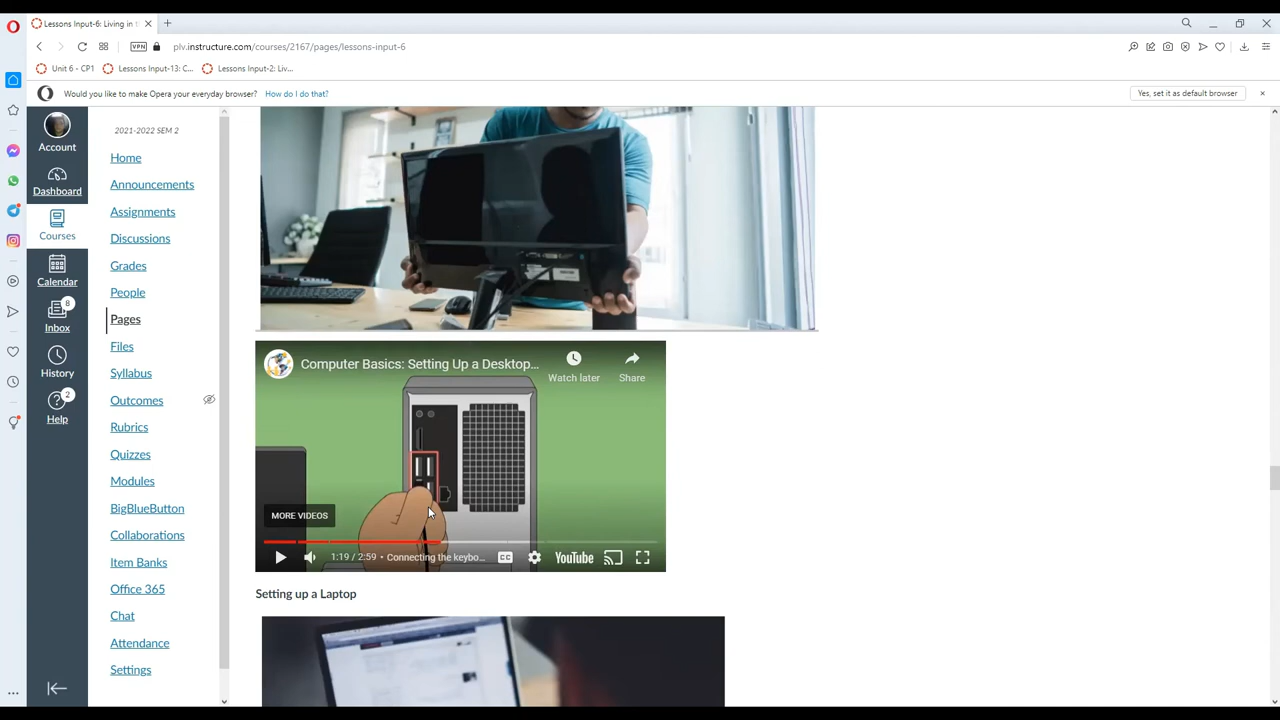 Lessons Input-6: Living in t
plv.instructure.com/courses/2167/pages/lessons-input-6
VPN
Unit 6 - CP1
Lessons Input-13: C...
Lessons Input-2: Liv...
Would you like to make Opera your everyday browser?
How do I do that?
Yes, set it as default browser
Account
Dashboard
Courses
Calendar
8
Inbox
History
2
Help
2021-2022 SEM 2
Home
Announcements
Assignments
Discussions
Grades
People
Pages
Files
Syllabus
Outcomes
Rubrics
Quizzes
Modules
BigBlueButton
Collaborations
Item Banks
Office 365
Chat
Attendance
Settings
Computer Basics: Setting Up a Desktop...
Watch later
Share
MORE VIDEOS
1:19 / 2:59 • Connecting the keybo...
CC
YouTube
Setting up a Laptop